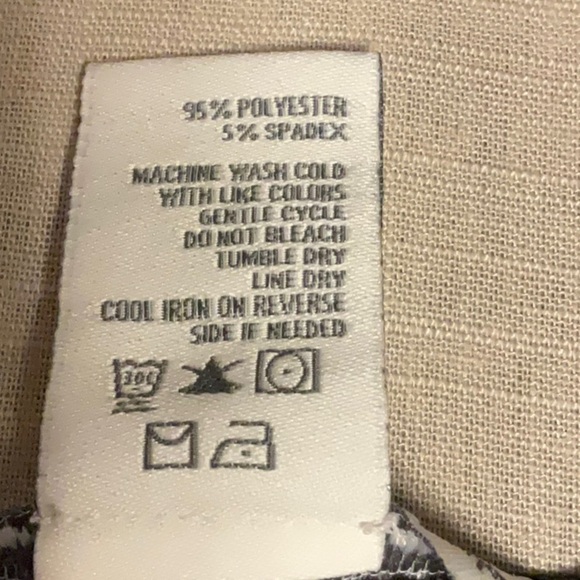 95% POLYESTER
5% SPADEX
MACHINE WASH COLD
WITH LIKE COLORS
GENTLE CYCLE
DO NOT BLEACH
TUMBLE DRY
LINE DRY
COOL IRON ON REVERSE
SIDE IF NEEDED
30C